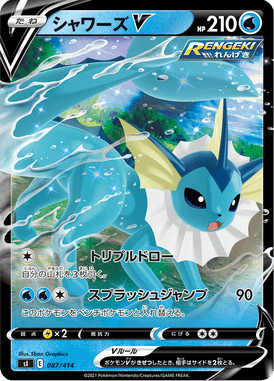 たね シャワーズV HP210
RENGEKI
れんげき
トリプルドロー
自分の山札を3枚引く。
スプラッシュジャンプ 90
このポケモンをベンチポケモンと入れ替える。
弱点 ×2 抵抗力 にげる
Illus. 5ban Graphics
Vルール
ポケモンVがきぜつしたとき、相手はサイドを2枚とる。
sI E 087/414
©2021 Pokémon/Nintendo/Creatures/GAME FREAK.